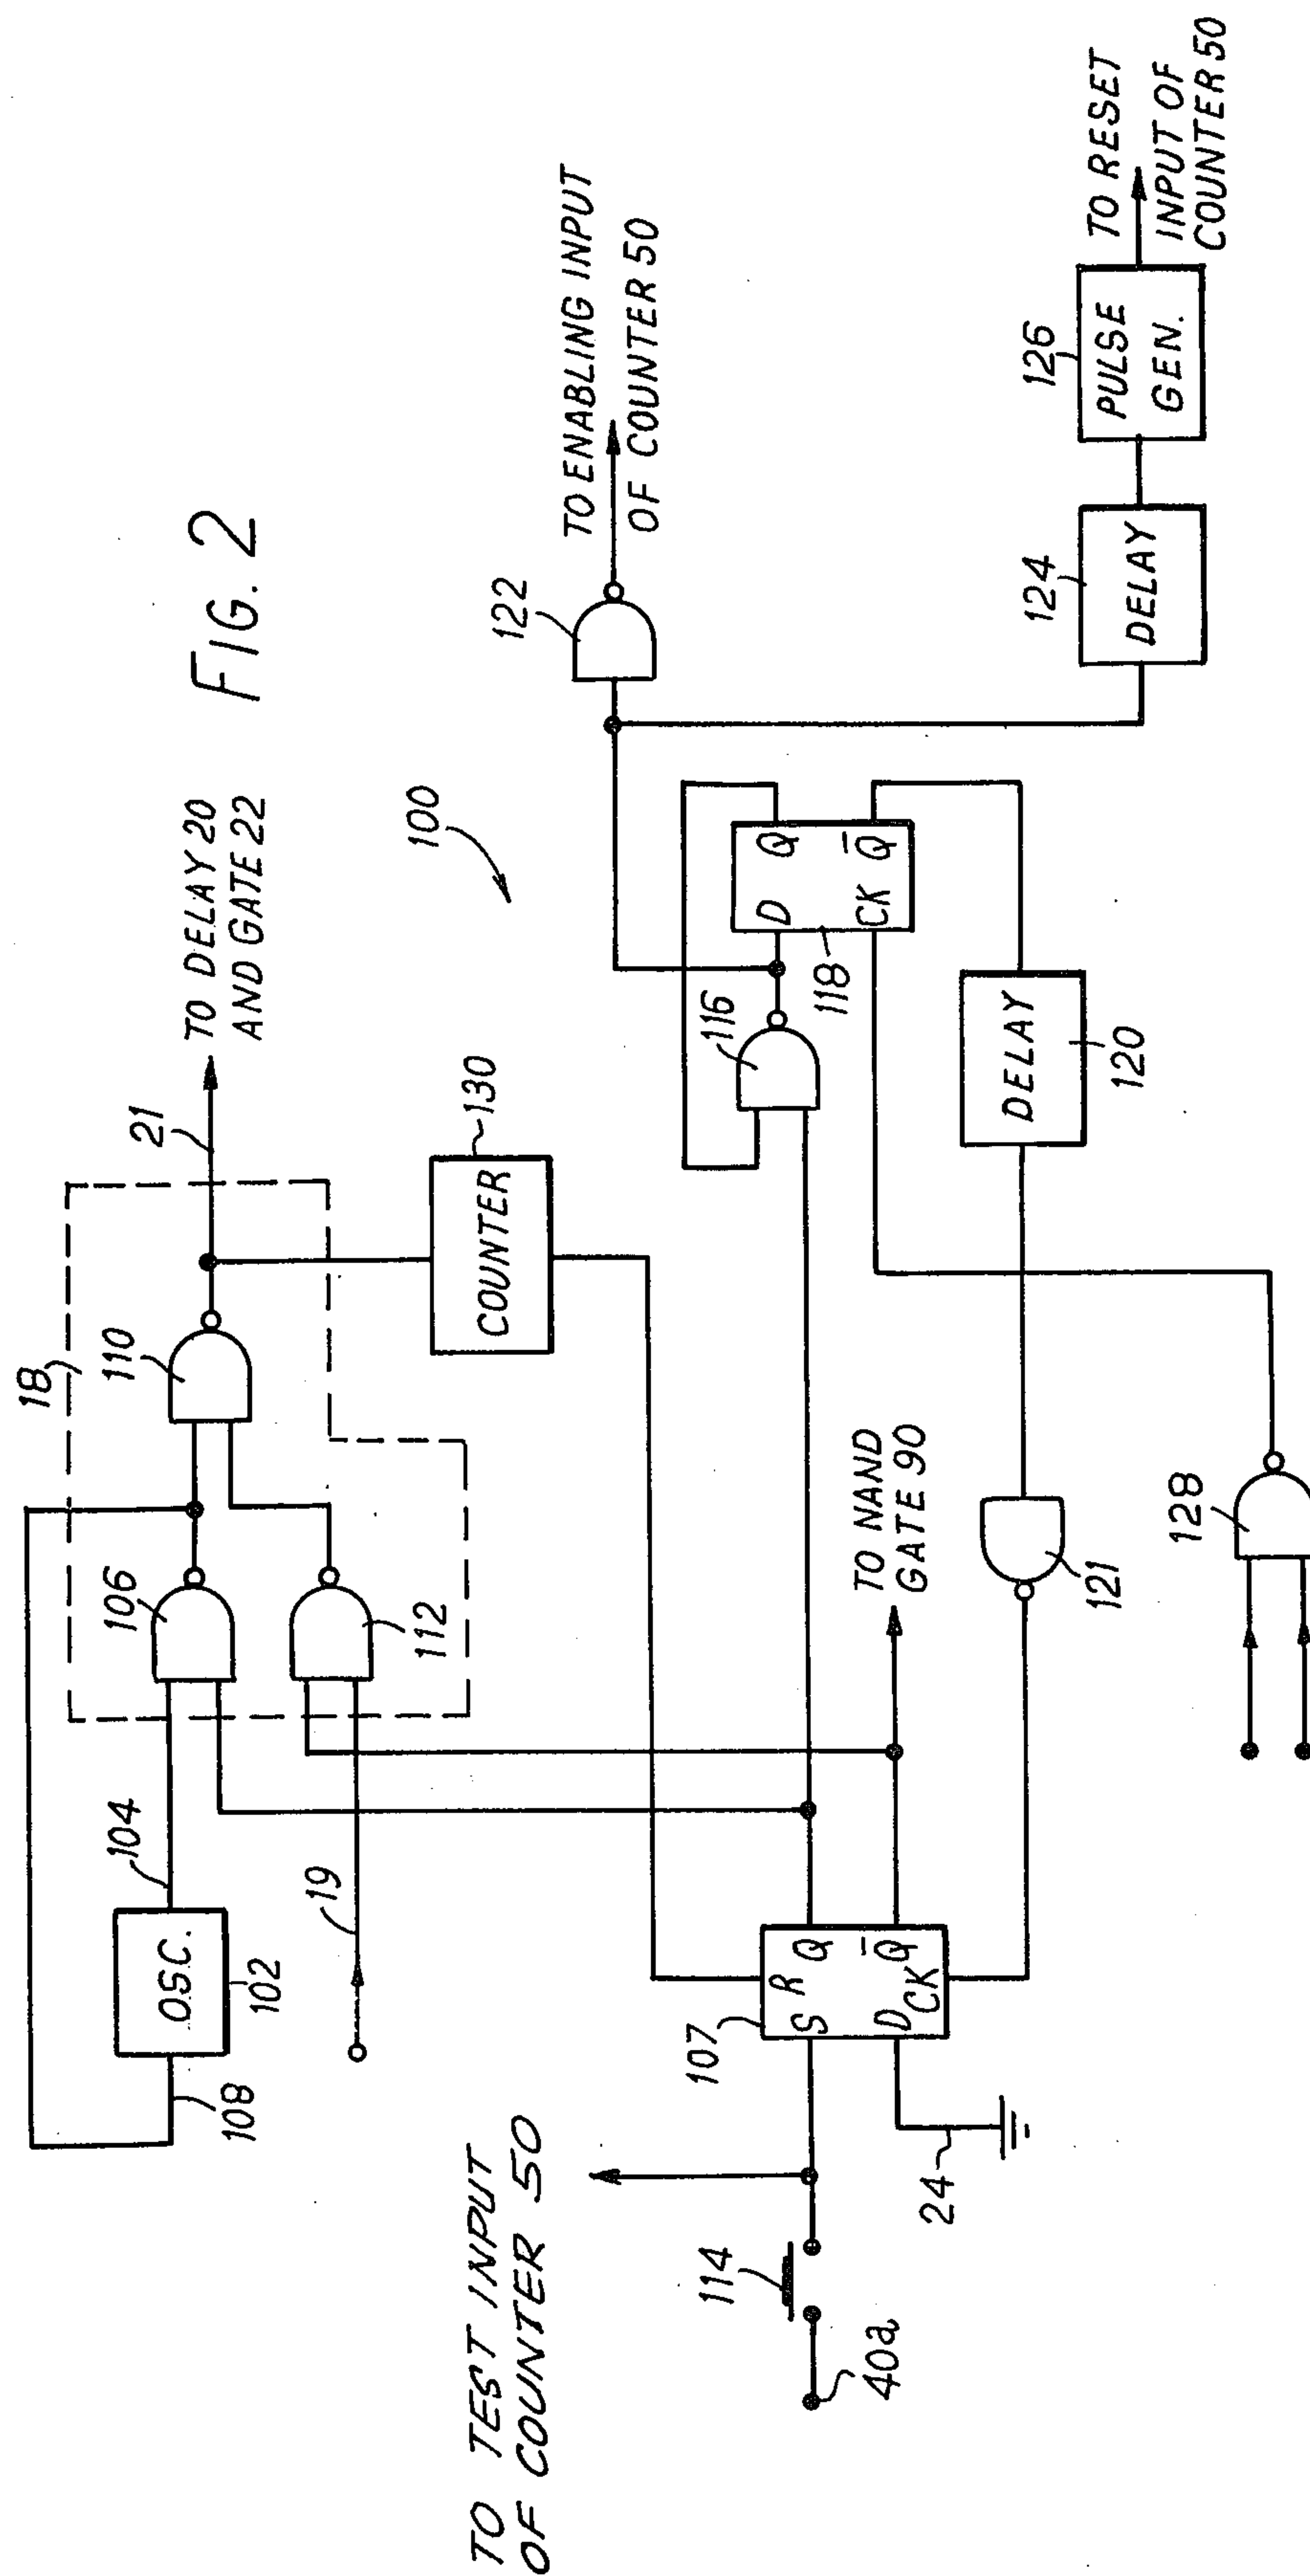 FIG. 2
18
110
21
TO DELAY 20
AND GATE 22
106
112
104
OSC.
102
108
19
130
COUNTER
100
122
TO ENABLING INPUT
OF COUNTER 50
116
D
Q
CK
Q̅
118
TO TEST INPUT
OF COUNTER 50
107
S
R
Q
D
CK
Q̅
TO NAND
GATE 90
114
40a
24
DELAY
120
121
128
124
DELAY
126
PULSE
GEN.
TO RESET
INPUT OF
COUNTER 50